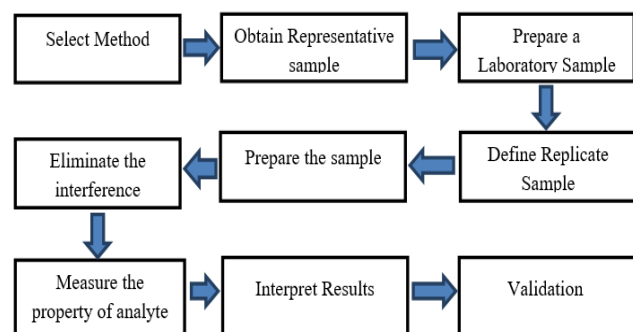 Select Method
Obtain Representative
sample
Prepare a
Laboratory Sample
Define Replicate
Sample
Prepare the sample
Eliminate the
interference
Measure the
property of analyte
Interpret Results
Validation